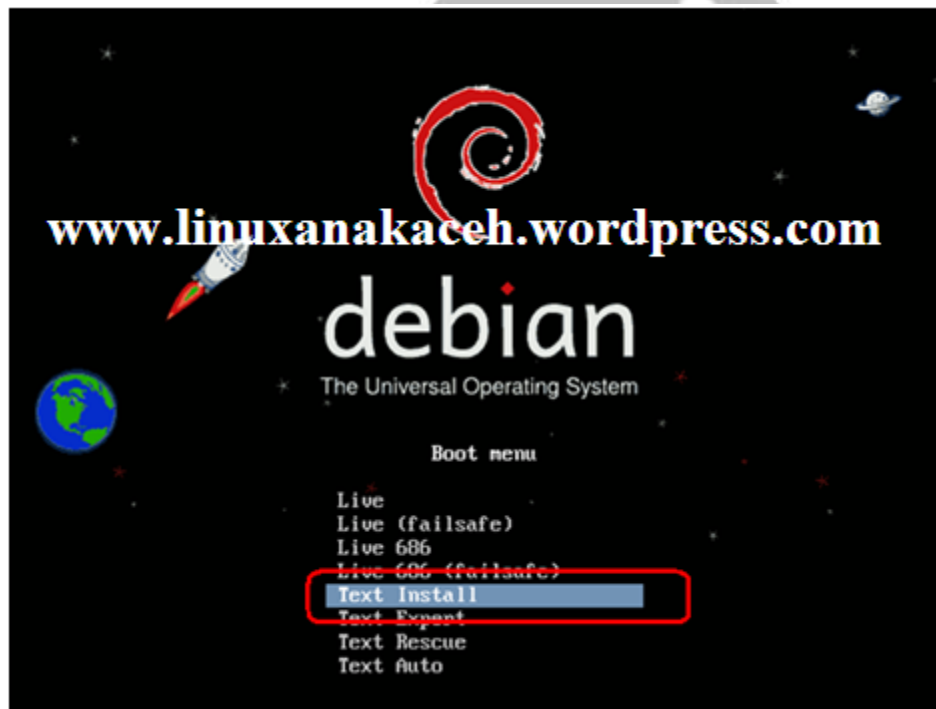 www.linuxanakaceh.wordpress.com
debian
The Universal Operating System
Boot menu
Live
Live (failsafe)
Live 686
Live 686 (failsafe)
Text Install
Text Expert
Text Rescue
Text Auto